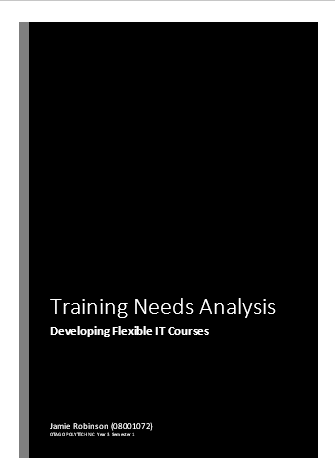 Training Needs Analysis
Developing Flexible IT Courses
Jamie Robinson (08001072)
OTAGO POLYTECHNIC Year 3 Semester 1